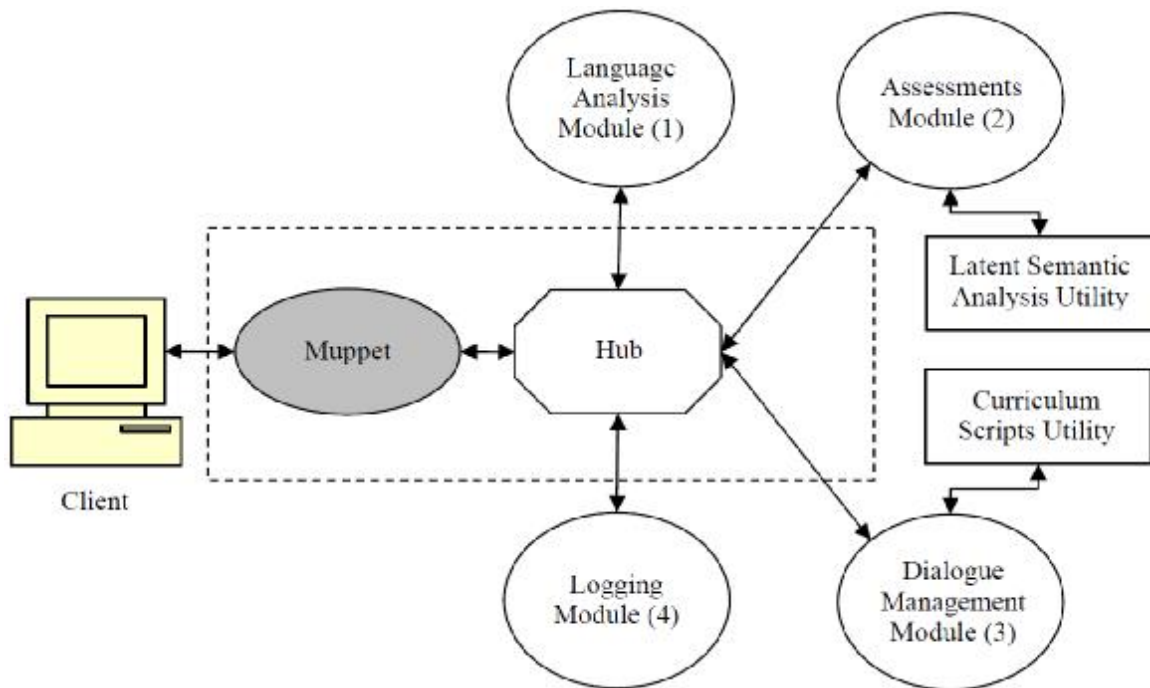 Language
Analysis
Module (1)
Assessments
Module (2)
Latent Semantic
Analysis Utility
Muppet
Hub
Curriculum
Scripts Utility
Client
Logging
Module (4)
Dialogue
Management
Module (3)